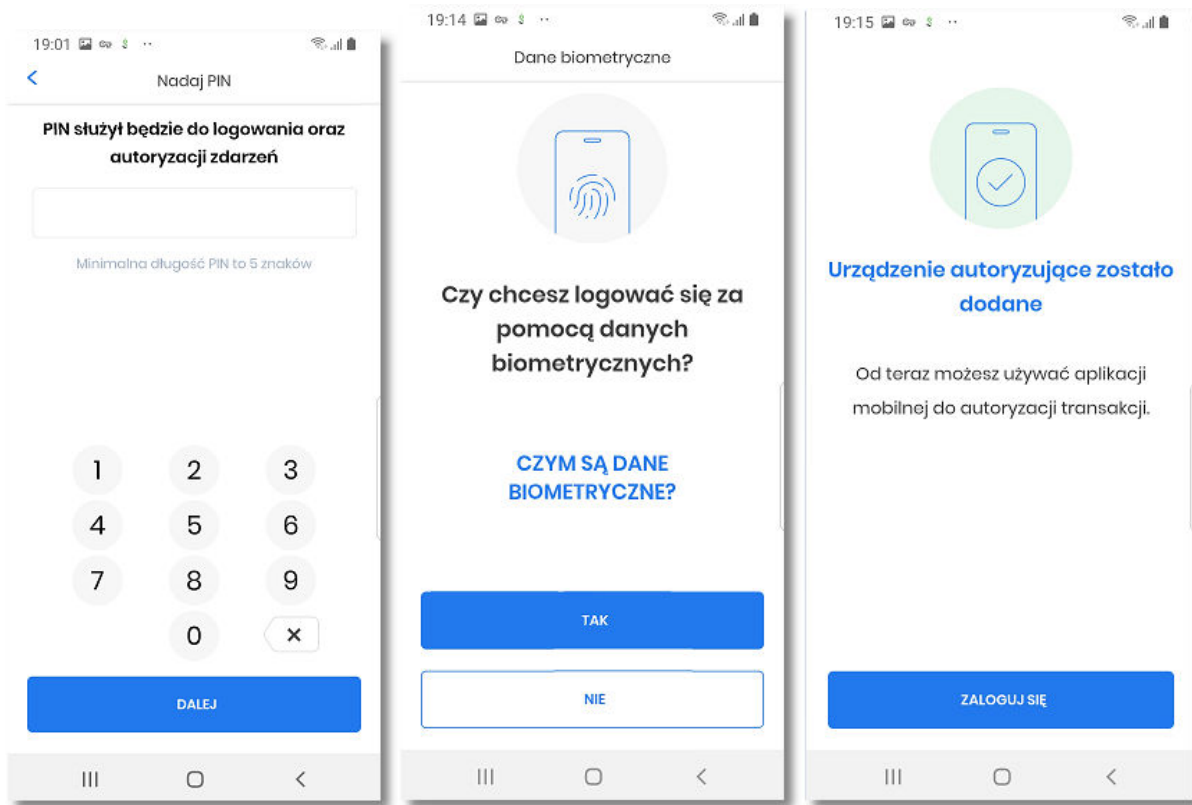 19:01
Nadaj PIN
PIN służył będzie do logowania oraz
autoryzacji zdarzeń
Minimalna długość PIN to 5 znaków
1 2 3
4 5 6
7 8 9
0
DALEJ
19:14
Dane biometryczne
Czy chcesz logować się za
pomocą danych
biometrycznych?
CZYM SĄ DANE
BIOMETRYCZNE?
TAK
NIE
19:15
Urządzenie autoryzujące zostało
dodane
Od teraz możesz używać aplikacji
mobilnej do autoryzacji transakcji.
ZALOGUJ SIĘ